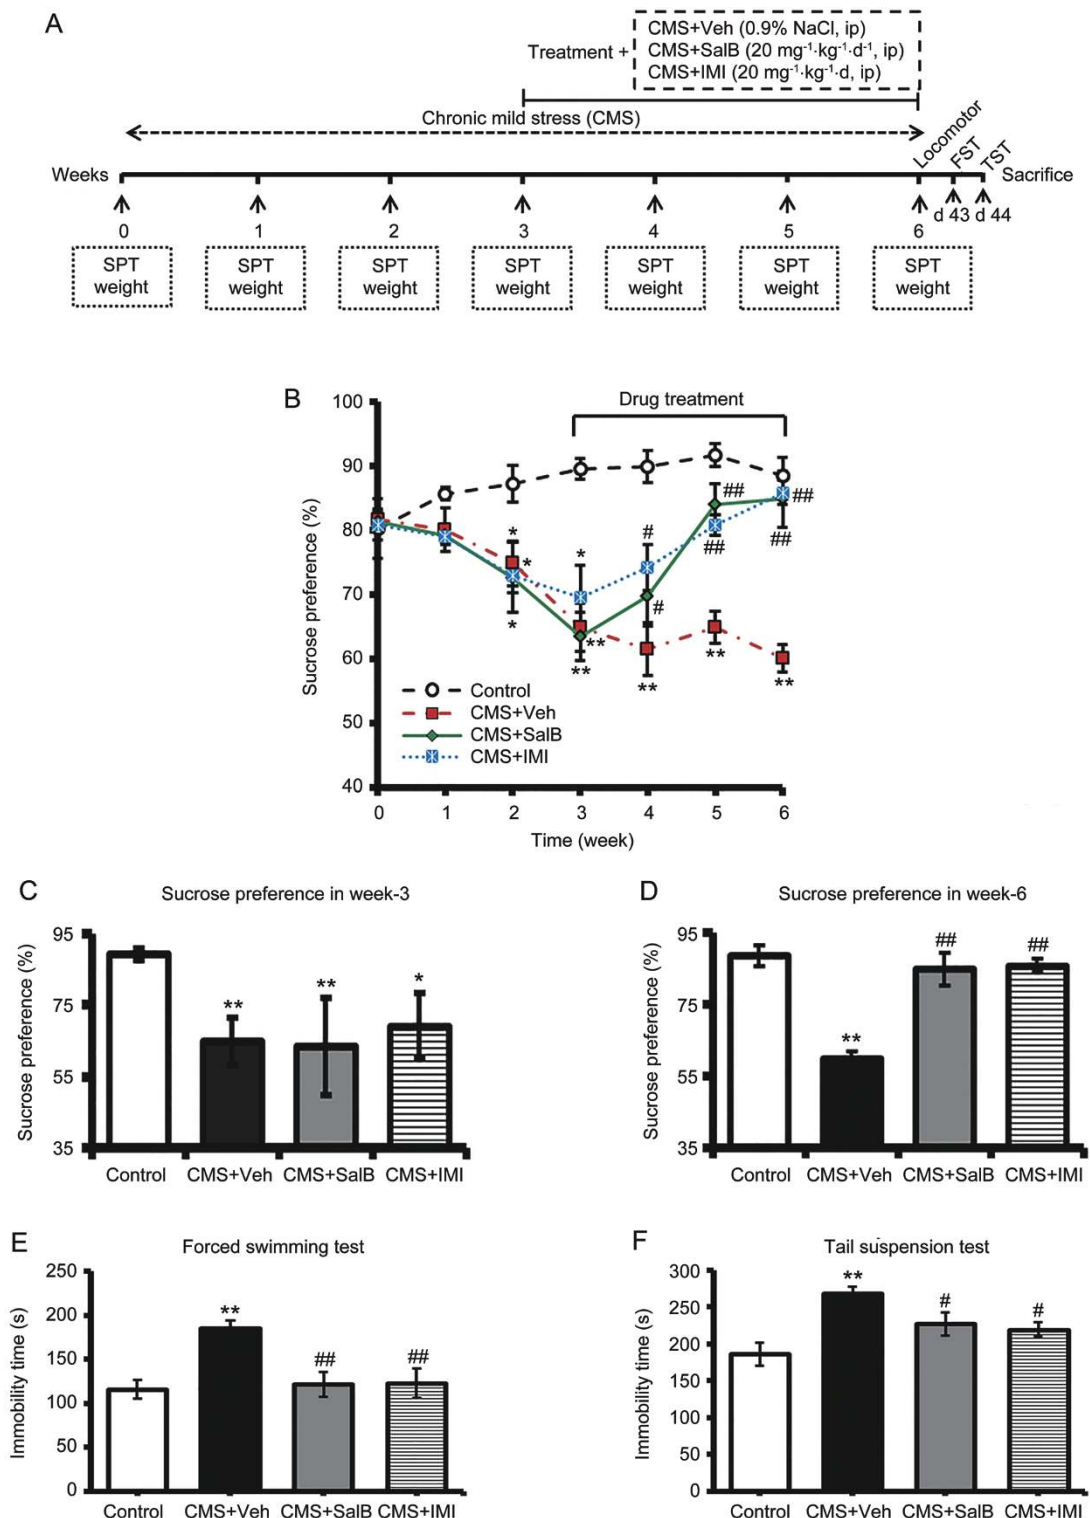 A
Treatment +
CMS+Veh (0.9% NaCl, ip)
CMS+SalB (20 mg⁻¹·kg⁻¹·d⁻¹, ip)
CMS+IMI (20 mg⁻¹·kg⁻¹·d, ip)
Chronic mild stress (CMS)
Weeks
Locomotor
FST
TST
Sacrifice
d 43 d 44
0 1 2 3 4 5 6
SPT SPT SPT SPT SPT SPT SPT
weight weight weight weight weight weight weight
B
Drug treatment
Sucrose preference (%)
100
90
80
70
60
50
40
* * *
* ** **
# # **
## ## **
## ## **
Control
CMS+Veh
CMS+SalB
CMS+IMI
0 1 2 3 4 5 6
Time (week)
C
Sucrose preference in week-3
Sucrose preference (%)
95
75
55
35
** ** *
Control CMS+Veh CMS+SalB CMS+IMI
D
Sucrose preference in week-6
Sucrose preference (%)
95
75
55
35
** ## ##
Control CMS+Veh CMS+SalB CMS+IMI
E
Forced swimming test
Immobility time (s)
250
200
150
100
50
0
** ## ##
Control CMS+Veh CMS+SalB CMS+IMI
F
Tail suspension test
Immobility time (s)
300
250
200
150
100
50
0
** # #
Control CMS+Veh CMS+SalB CMS+IMI